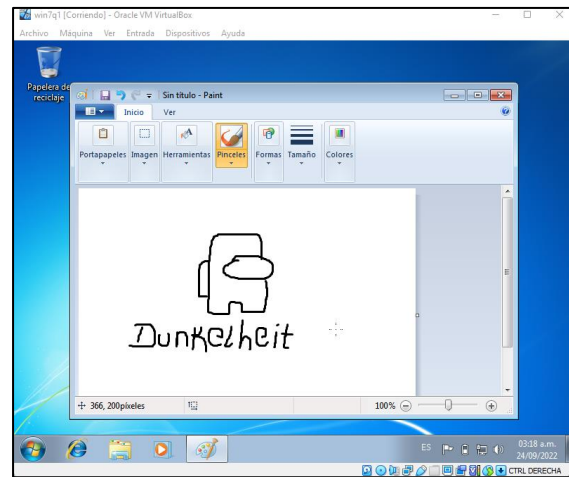 win7q1 [Corriendo] - Oracle VM VirtualBox
Archivo Máquina Ver Entrada Dispositivos Ayuda
Papelera de
reciclaje
Sin título - Paint
Inicio Ver
Portapapeles Imagen Herramientas Pinceles Formas Tamaño Colores
Dunkelheit
366, 200píxeles 100%
ES 03:18 a.m.
24/09/2022
CTRL DERECHA